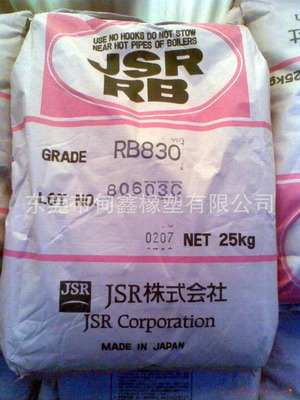 USE NO HOOKS DO NOT STOW
NEAR HOT PIPES OF BOILERS
JSR
RB
GRADE RB830
LOT NO. 80603C
东莞市恂鑫橡塑有限公司
0207 NET 25kg
JSR JSR株式会社
JSR Corporation
MADE IN JAPAN
25kg